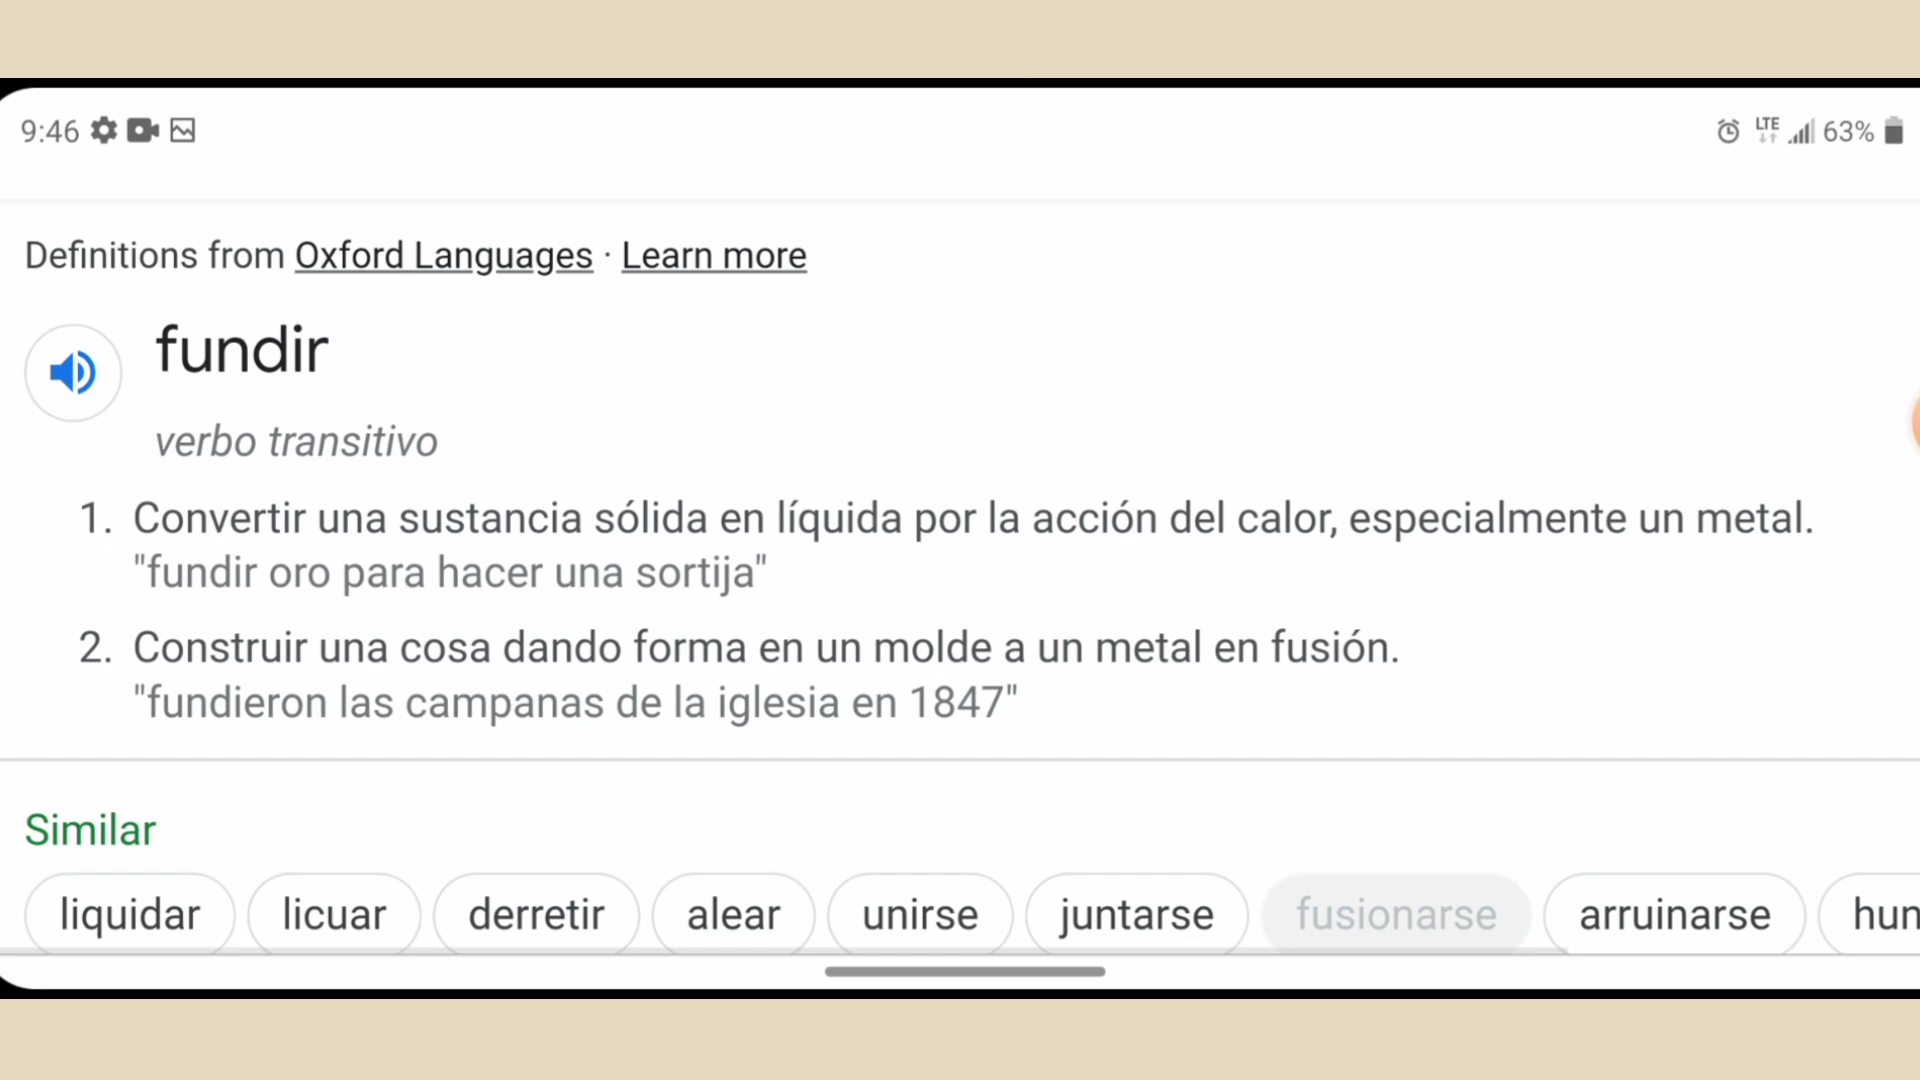 9:46 LTE 63%
Definitions from Oxford Languages · Learn more
fundir
verbo transitivo
1. Convertir una sustancia sólida en líquida por la acción del calor, especialmente un metal.
"fundir oro para hacer una sortija"
2. Construir una cosa dando forma en un molde a un metal en fusión.
"fundieron las campanas de la iglesia en 1847"
Similar
liquidar licuar derretir alear unirse juntarse fusionarse arruinarse